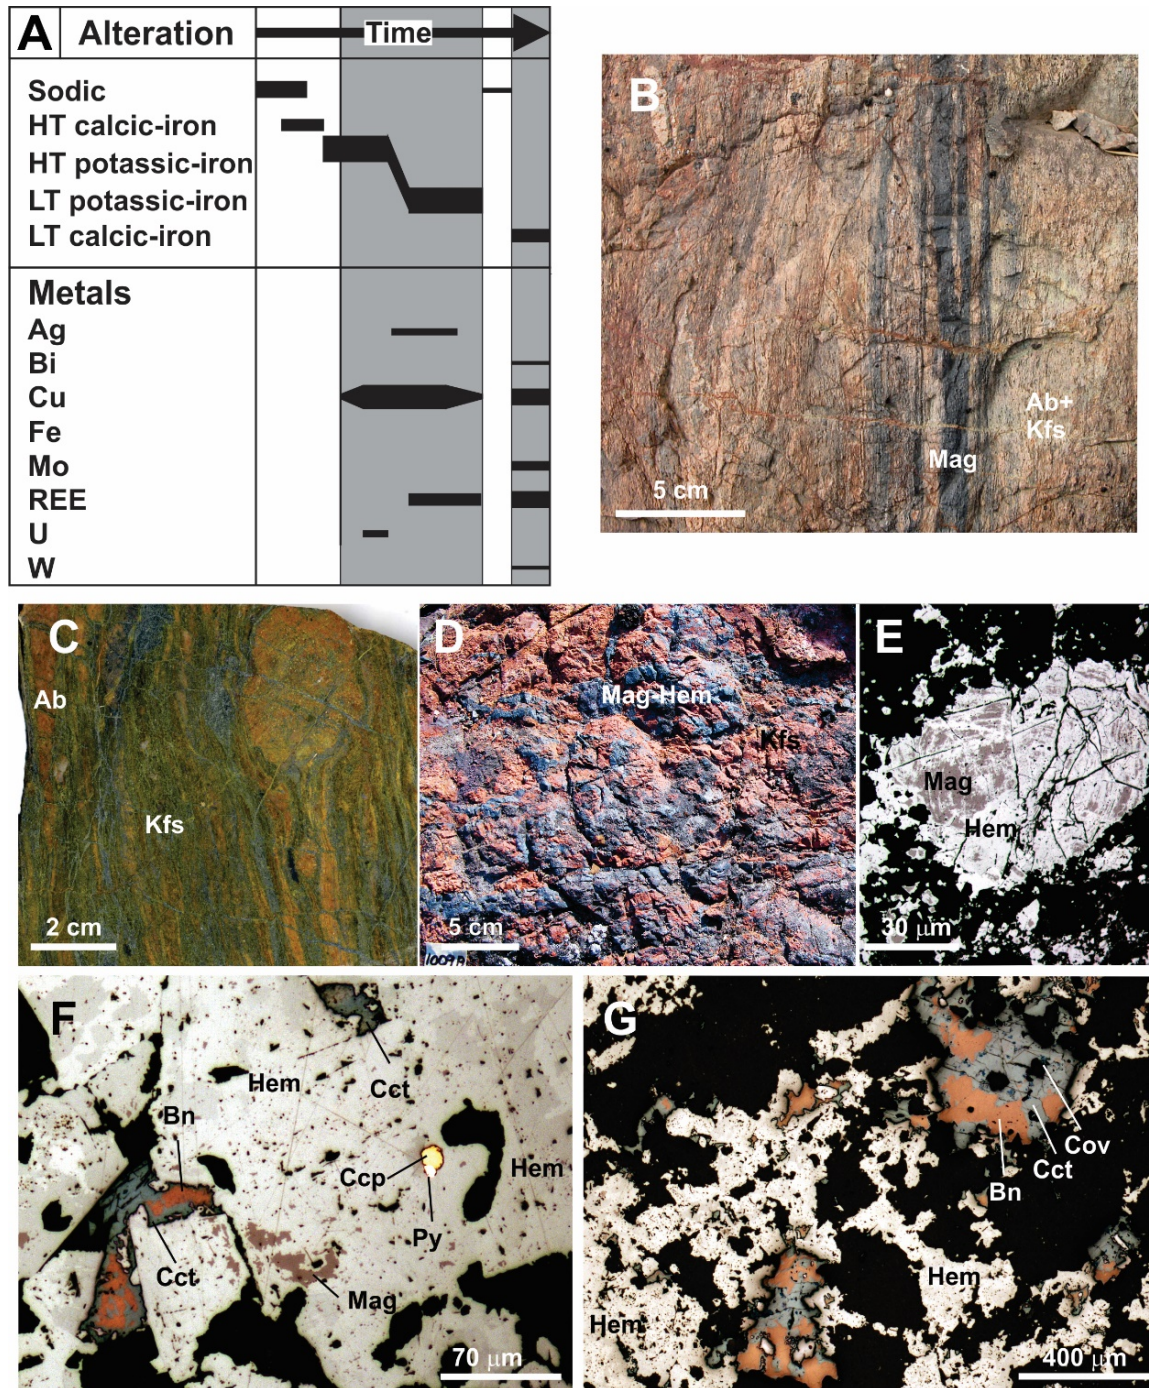 A
Alteration
Time
Sodic
HT calcic-iron
HT potassic-iron
LT potassic-iron
LT calcic-iron
Metals
Ag
Bi
Cu
Fe
Mo
REE
U
W
B
Ab+
Kfs
Mag
5 cm
C
Ab
Kfs
2 cm
D
Mag-Hem
Kfs
5 cm
1009A
E
Mag
Hem
30 µm
F
Hem
Cct
Bn
Ccp
Hem
Py
Cct
Mag
70 µm
G
Cov
Cct
Bn
Hem
Hem
400 µm